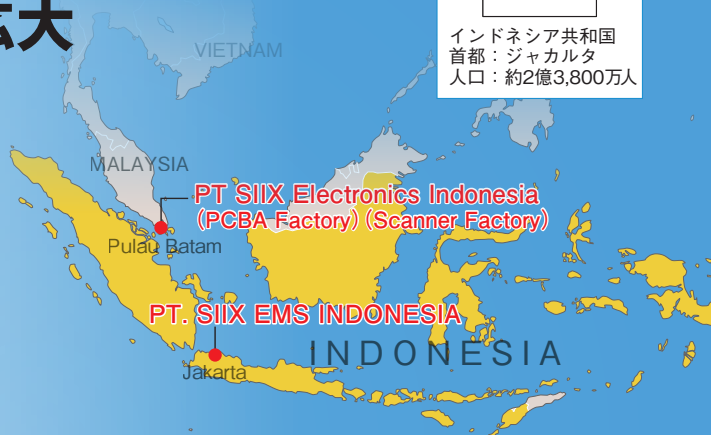 拡大
インドネシア共和国
首都：ジャカルタ
人口：約2億3,800万人
VIETNAM
MALAYSIA
PT SIIX Electronics Indonesia
(PCBA Factory) (Scanner Factory)
Pulau Batam
PT. SIIX EMS INDONESIA
INDONESIA
Jakarta